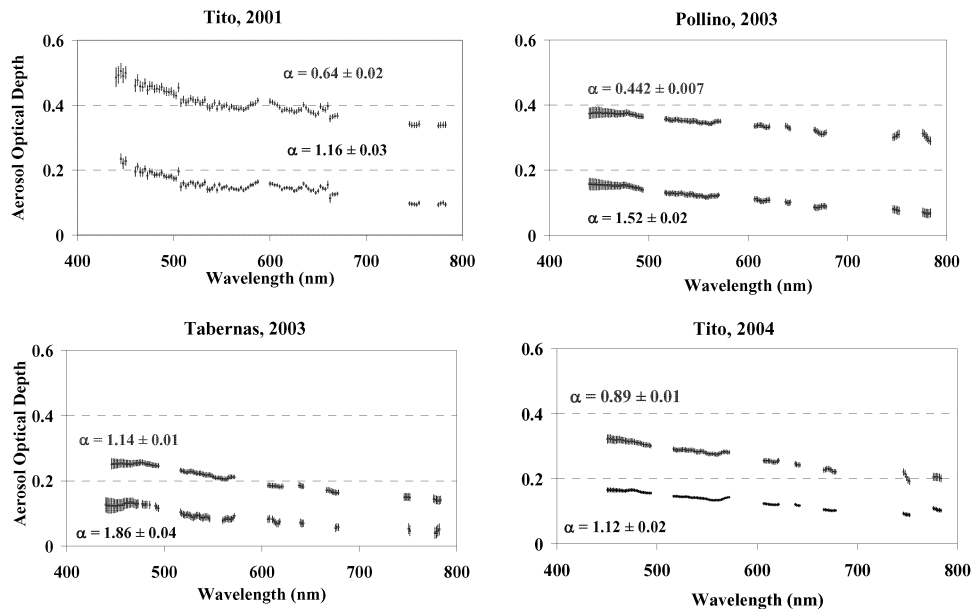 Tito, 2001
Aerosol Optical Depth
0.6
0.4
0.2
0
α = 0.64 ± 0.02
α = 1.16 ± 0.03
400 500 600 700 800
Wavelength (nm)
Pollino, 2003
0.6
0.4
0.2
0
α = 0.442 ± 0.007
α = 1.52 ± 0.02
400 500 600 700 800
Wavelength (nm)
Tabernas, 2003
Aerosol Optical Depth
0.6
0.4
0.2
0
α = 1.14 ± 0.01
α = 1.86 ± 0.04
400 500 600 700 800
Wavelength (nm)
Tito, 2004
0.6
0.4
0.2
0
α = 0.89 ± 0.01
α = 1.12 ± 0.02
400 500 600 700 800
Wavelength (nm)